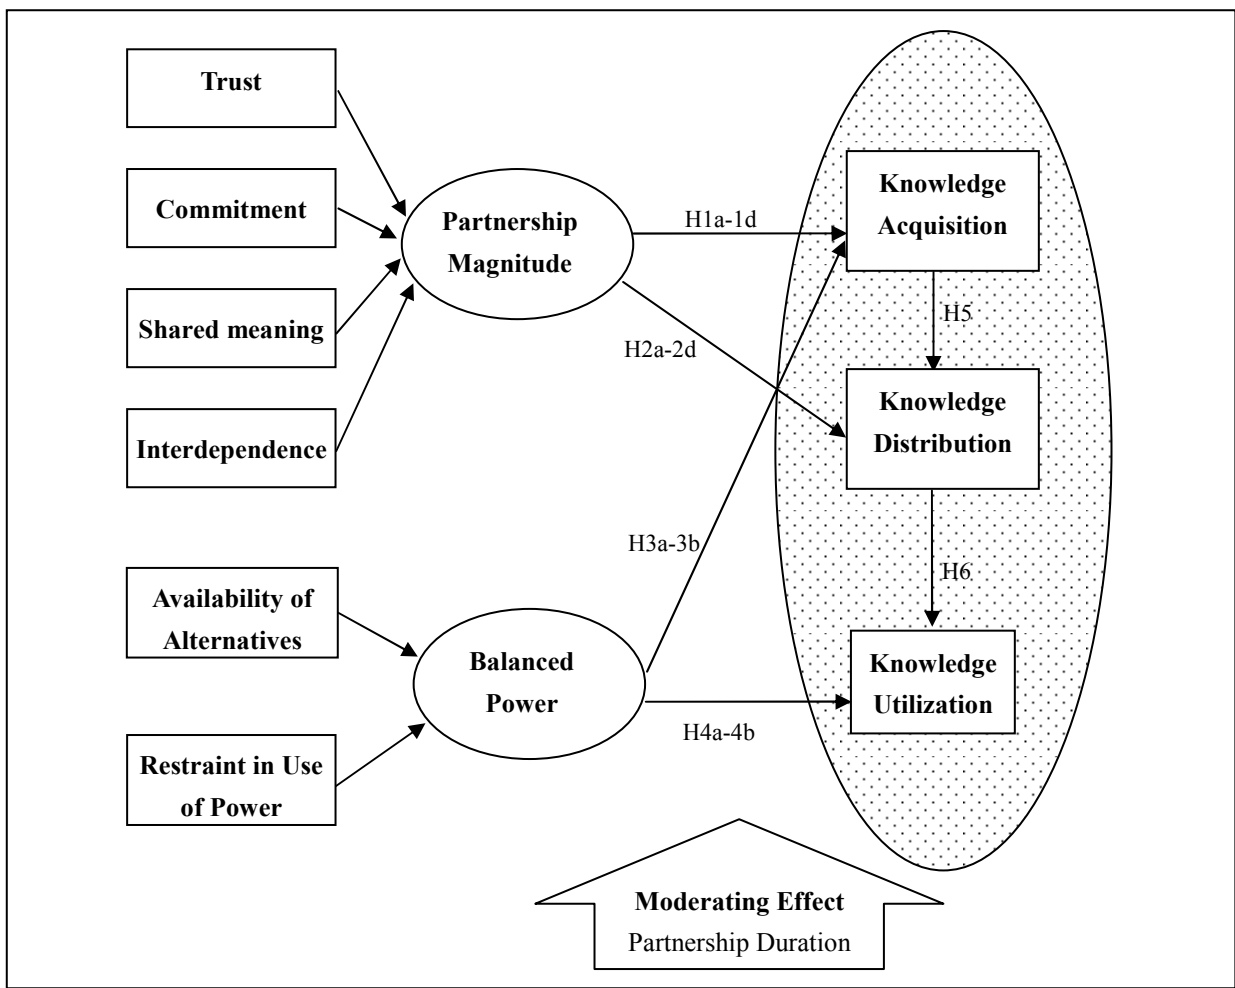 Trust
Commitment
Shared meaning
Interdependence
Availability of
Alternatives
Restraint in Use
of Power
Partnership
Magnitude
Balanced
Power
H1a-1d
H2a-2d
H3a-3b
H4a-4b
Knowledge
Acquisition
H5
Knowledge
Distribution
H6
Knowledge
Utilization
Moderating Effect
Partnership Duration